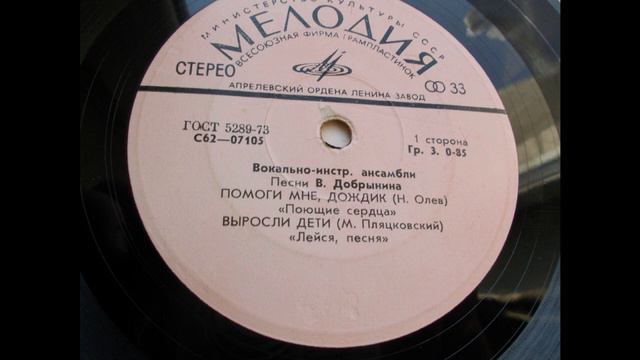 МИНИСТЕРСТВО КУЛЬТУРЫ СССР
МЕЛОДИЯ
ВСЕСОЮЗНАЯ ФИРМА ГРАМПЛАСТИНОК
СТЕРЕО
33
АПРЕЛЕВСКИЙ ОРДЕНА ЛЕНИНА ЗАВОД
ГОСТ 5289-73
С62—07105
1 сторона
Гр. 3. 0-85
Вокально-инстр. ансамбли
Песни В. Добрынина
ПОМОГИ МНЕ, ДОЖДИК (Н. Олев)
«Поющие сердца»
ВЫРОСЛИ ДЕТИ (М. Пляцковский)
«Лейся, песня»